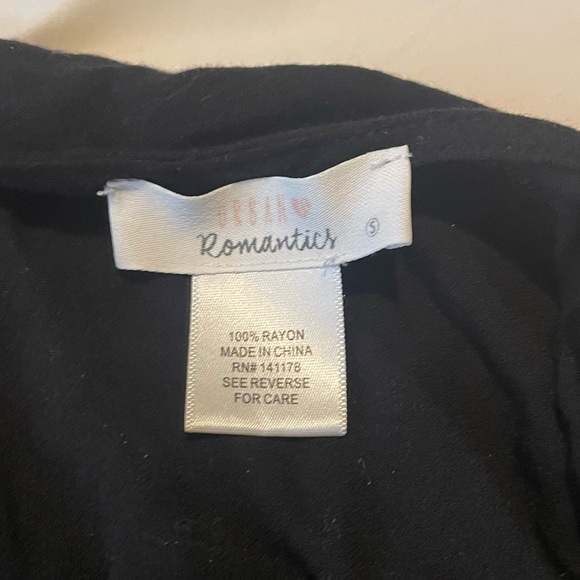 URBAN
Romantics
S
100% RAYON
MADE IN CHINA
RN# 141178
SEE REVERSE
FOR CARE